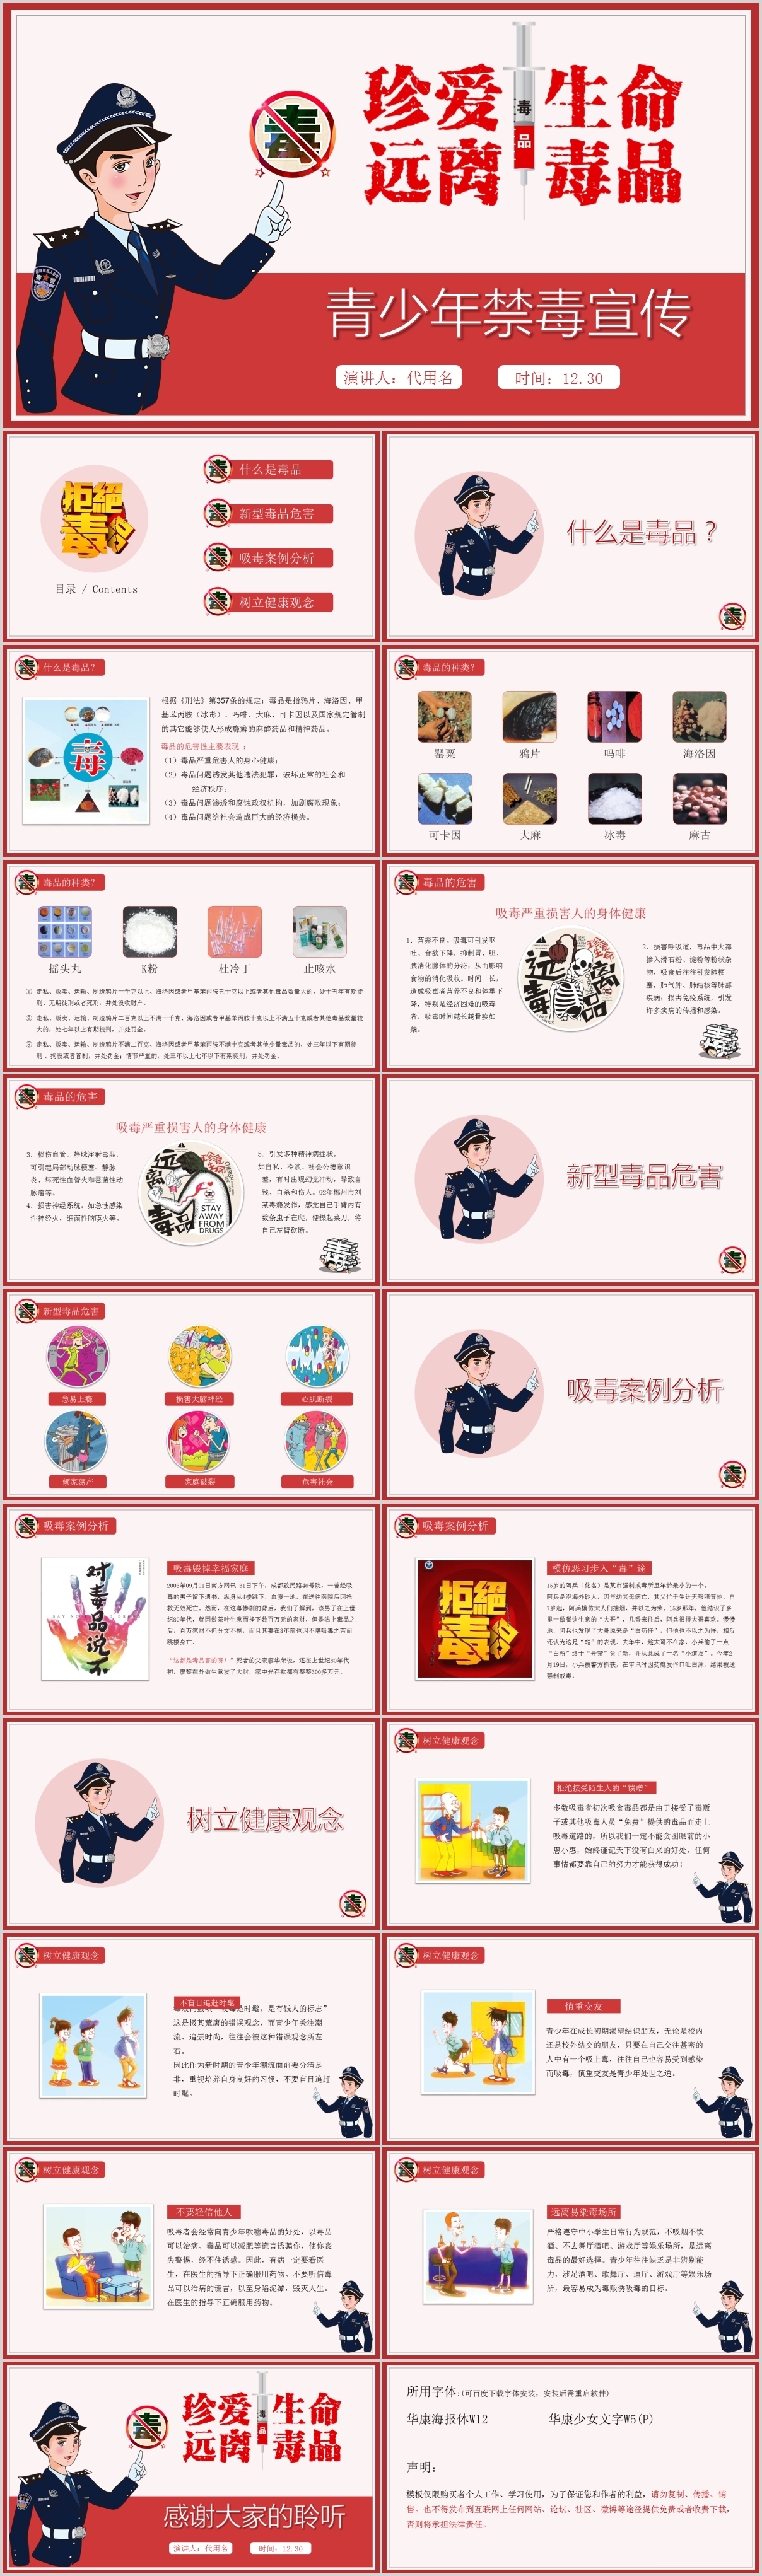 珍爱生命
远离毒品
毒品
青少年禁毒宣传
演讲人：代用名
时间：12.30
拒絕
毒品
目录 / Contents
什么是毒品
新型毒品危害
吸毒案例分析
树立健康观念
什么是毒品？
什么是毒品？
毒
根据《刑法》第357条的规定：毒品是指鸦片、海洛因、甲
基苯丙胺（冰毒）、吗啡、大麻、可卡因以及国家规定管制
的其它能够使人形成瘾癖的麻醉药品和精神药品。
毒品的危害性主要表现 ：
（1）毒品严重危害人的身心健康；
（2）毒品问题诱发其他违法犯罪，破坏正常的社会和
经济秩序；
（3）毒品问题渗透和腐蚀政权机构，加剧腐败现象；
（4）毒品问题给社会造成巨大的经济损失。
毒品的种类？
罂粟
鸦片
吗啡
海洛因
可卡因
大麻
冰毒
麻古
毒品的种类？
摇头丸
K粉
杜冷丁
止咳水
① 走私、贩卖、运输、制造鸦片一千克以上、海洛因或者甲基苯丙胺五十克以上或者其他毒品数量大的，处十五年有期徒
刑、无期徒刑或者死刑，并处没收财产。
② 走私、贩卖、运输、制造鸦片二百克以上不满一千克、海洛因或者甲基苯丙胺十克以上不满五十克或者其他毒品数量较
大的，处七年以上有期徒刑，并处罚金。
③ 走私、贩卖、运输、制造鸦片不满二百克、海洛因或者甲基苯丙胺不满十克或者其他少量毒品的，处三年以下有期徒
刑 、拘役或者管制，并处罚金；情节严重的，处三年以上七年以下有期徒刑，并处罚金。
毒品的危害
吸毒严重损害人的身体健康
1．营养不良。吸毒可引发呕
吐、食欲下降，抑制胃、胆、
胰消化腺体的分泌，从而影响
食物的消化吸收。时间一长，
造成吸毒者营养不良和体重下
降，特别是经济困难的吸毒
者，吸毒时间越长越骨瘦如
柴。
2．损害呼吸道，毒品中大都
掺入滑石粉、淀粉等粉状杂
物，吸食后往往引发肺梗
塞，肺气肿、肺结核等肺部
疾病；损害免疫系统，引发
许多疾病的传播和感染。
毒品的危害
吸毒严重损害人的身体健康
3．损伤血管。静脉注射毒品，
可引起局部动脉梗塞、静脉
炎、坏死性血管火和霉菌性动
脉瘤等。
4．损害神经系统。如急性感染
性神经火，细菌性脑膜火等。
STAY
AWAY
FROM
DRUGS
5．引发多种精神病症状，
如自私、冷淡、社会公德意识
差，有时出现幻觉冲动，导致自
残、自杀和伤人。92年郴州市刘
某毒瘾发作，感觉自己手臂内有
数条虫子在爬，便操起菜刀，将
自己左臂砍断。
新型毒品危害
新型毒品危害
急易上瘾
损害大脑神经
心肌断裂
倾家荡产
家庭破裂
危害社会
吸毒案例分析
吸毒案例分析
对毒品说不
吸毒毁掉幸福家庭
2003年09月01日南方网讯 31日下午，成都致民路46号院，一曾经吸
毒的男子留下遗书，纵身从4楼跳下，血溅一地，在送往医院后因抢
救无效死亡。然而，在这幕惨剧的背后，我们了解到，该男子在上世
纪80年代，就因做茶叶生意而挣下数百万元的家财，但是沾上毒品之
后，百万家财不但分文不剩，而且其妻在8年前也因不堪吸毒之苦而
跳楼身亡。
“这都是毒品害的呀！”死者的父亲廖华荣说，还在上世纪80年代
初，廖黎在外做生意发了大财，家中光存款都有整整300多万元。
吸毒案例分析
拒絕
毒品
模仿恶习步入“毒”途
15岁的阿兵（化名）是某市强制戒毒所里年龄最小的一个。
阿兵是渤海外砂人，因年幼其母病亡，其父忙于生计无暇照管他，自
7岁起，阿兵模仿大人们抽烟，并以之为荣。13岁那年，他结识了乡
里一做餐饮生意的“大哥”，几番来往后，阿兵很得大哥喜欢。慢慢
地，阿兵也发现了大哥原来是“白药仔”，但他也不以之为忤，相反
还认为这是“酷”的表现。去年中，趁大哥不在家，小兵偷了一点
“白粉”终于“开禁”尝了新，并从此成了一名“小道友”。今年2
月19日，小兵被警方抓获，在审讯时因药瘾发作口吐白沫，结果被送
强制戒毒。
树立健康观念
树立健康观念
拒绝接受陌生人的“馈赠”
多数吸毒者初次吸食毒品都是由于接受了毒贩
子或其他吸毒人员“免费”提供的毒品而走上
吸毒道路的，所以我们一定不能贪图眼前的小
恩小惠，始终谨记天下没有白来的好处，任何
事情都要靠自己的努力才能获得成功！
树立健康观念
不盲目追赶时髦
是时髦，是有钱人的标志”
这是极其荒唐的错误观念，而青少年关注潮
流、追崇时尚，往往会被这种错误观念所左
右。
因此作为新时期的青少年潮流面前要分清是
非，重视培养自身良好的习惯，不要盲目追赶
时髦。
树立健康观念
慎重交友
青少年在成长初期渴望结识朋友，无论是校内
还是校外结交的朋友，只要在自己交往甚密的
人中有一个吸上毒，往往自己也容易受到感染
而吸毒，慎重交友是青少年处世之道。
树立健康观念
不要轻信他人
吸毒者会经常向青少年吹嘘毒品的好处，以毒品
可以治病、毒品可以减肥等谎言诱骗你，使你丧
失警惕，经不住诱惑。因此，有病一定要看医
生，在医生的指导下正确服用药物。不要听信毒
品可以治病的谎言，以至身陷泥潭，毁灭人生。
在医生的指导下正确服用药物。
树立健康观念
远离易染毒场所
严格遵守中小学生日常行为规范，不吸烟不饮
酒、不去舞厅酒吧、游戏厅等娱乐场所，是远离
毒品的最好选择。青少年往往缺乏是非辨别能
力，涉足酒吧、歌舞厅、迪厅、游戏厅等娱乐场
所，最容易成为毒贩诱吸毒的目标。
珍爱生命
远离毒品
毒品
感谢大家的聆听
演讲人：代用名
时间：12.30
所用字体:(可百度下载字体安装，安装后需重启软件)
华康海报体W12
华康少女文字W5(P)
声明：
模板仅限购买者个人工作、学习使用，为了保证您和作者的利益，请勿复制、传播、销
售、也不得发布到互联网上任何网站、论坛、社区、微博等途径提供免费或者收费下载，
否则将承担法律责任。